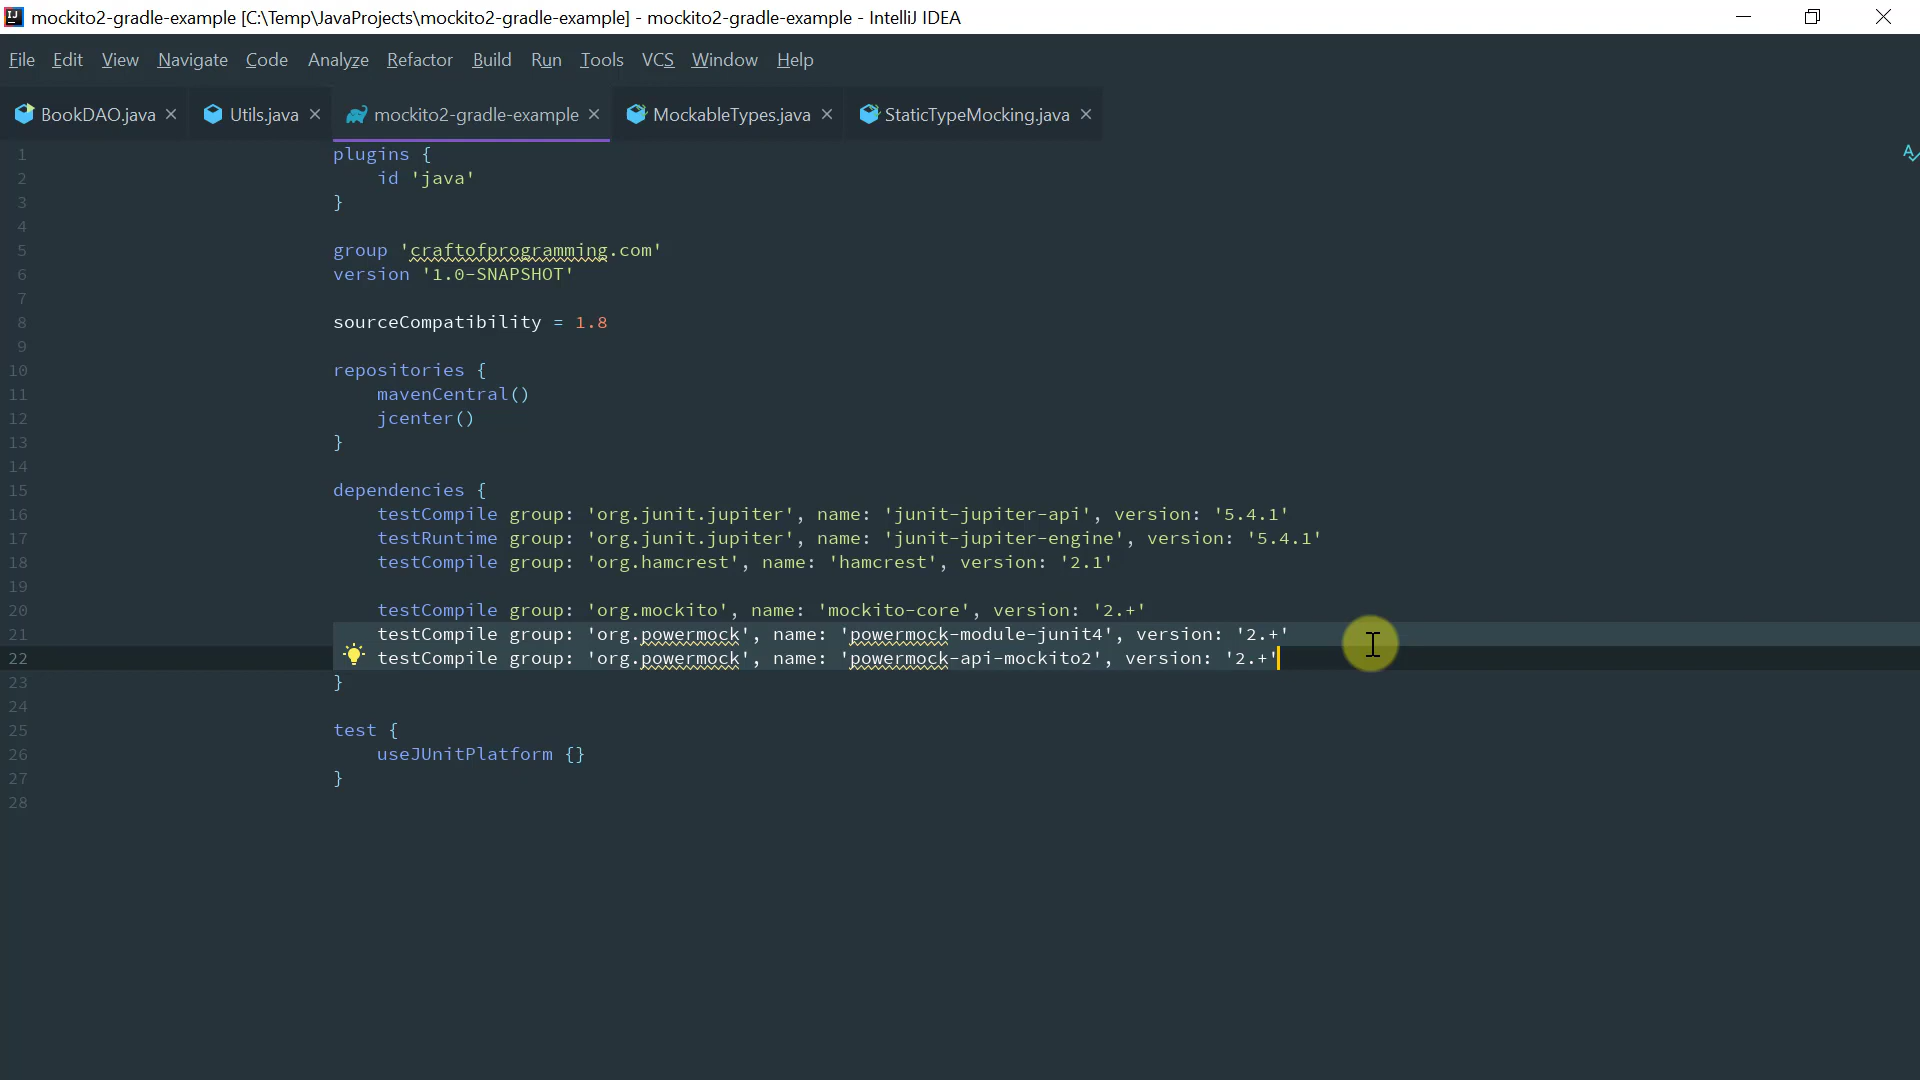 mockito2-gradle-example [C:\Temp\JavaProjects\mockito2-gradle-example] - mockito2-gradle-example - IntelliJ IDEA
File Edit View Navigate Code Analyze Refactor Build Run Tools VCS Window Help
BookDAO.java Utils.java mockito2-gradle-example MockableTypes.java StaticTypeMocking.java
1 plugins {
2 id 'java'
3 }
4
5 group 'craftofprogramming.com'
6 version '1.0-SNAPSHOT'
7
8 sourceCompatibility = 1.8
9
10 repositories {
11 mavenCentral()
12 jcenter()
13 }
14
15 dependencies {
16 testCompile group: 'org.junit.jupiter', name: 'junit-jupiter-api', version: '5.4.1'
17 testRuntime group: 'org.junit.jupiter', name: 'junit-jupiter-engine', version: '5.4.1'
18 testCompile group: 'org.hamcrest', name: 'hamcrest', version: '2.1'
19
20 testCompile group: 'org.mockito', name: 'mockito-core', version: '2.+'
21 testCompile group: 'org.powermock', name: 'powermock-module-junit4', version: '2.+'
22 testCompile group: 'org.powermock', name: 'powermock-api-mockito2', version: '2.+'
23 }
24
25 test {
26 useJUnitPlatform {}
27 }
28